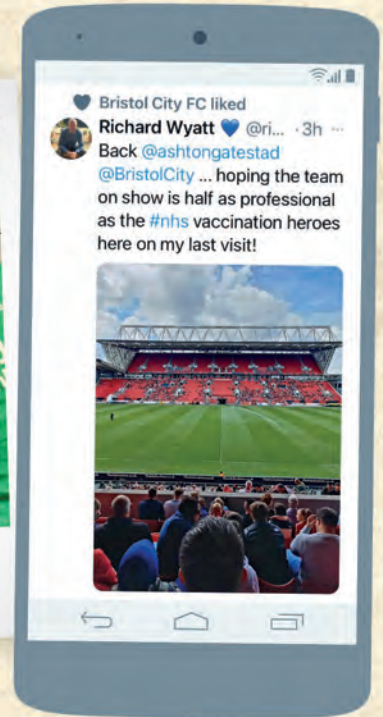 Bristol City FC liked
Richard Wyatt 💙 @ri... · 3h ...
Back @ashtongatestad
@BristolCity ... hoping the team
on show is half as professional
as the #nhs vaccination heroes
here on my last visit!